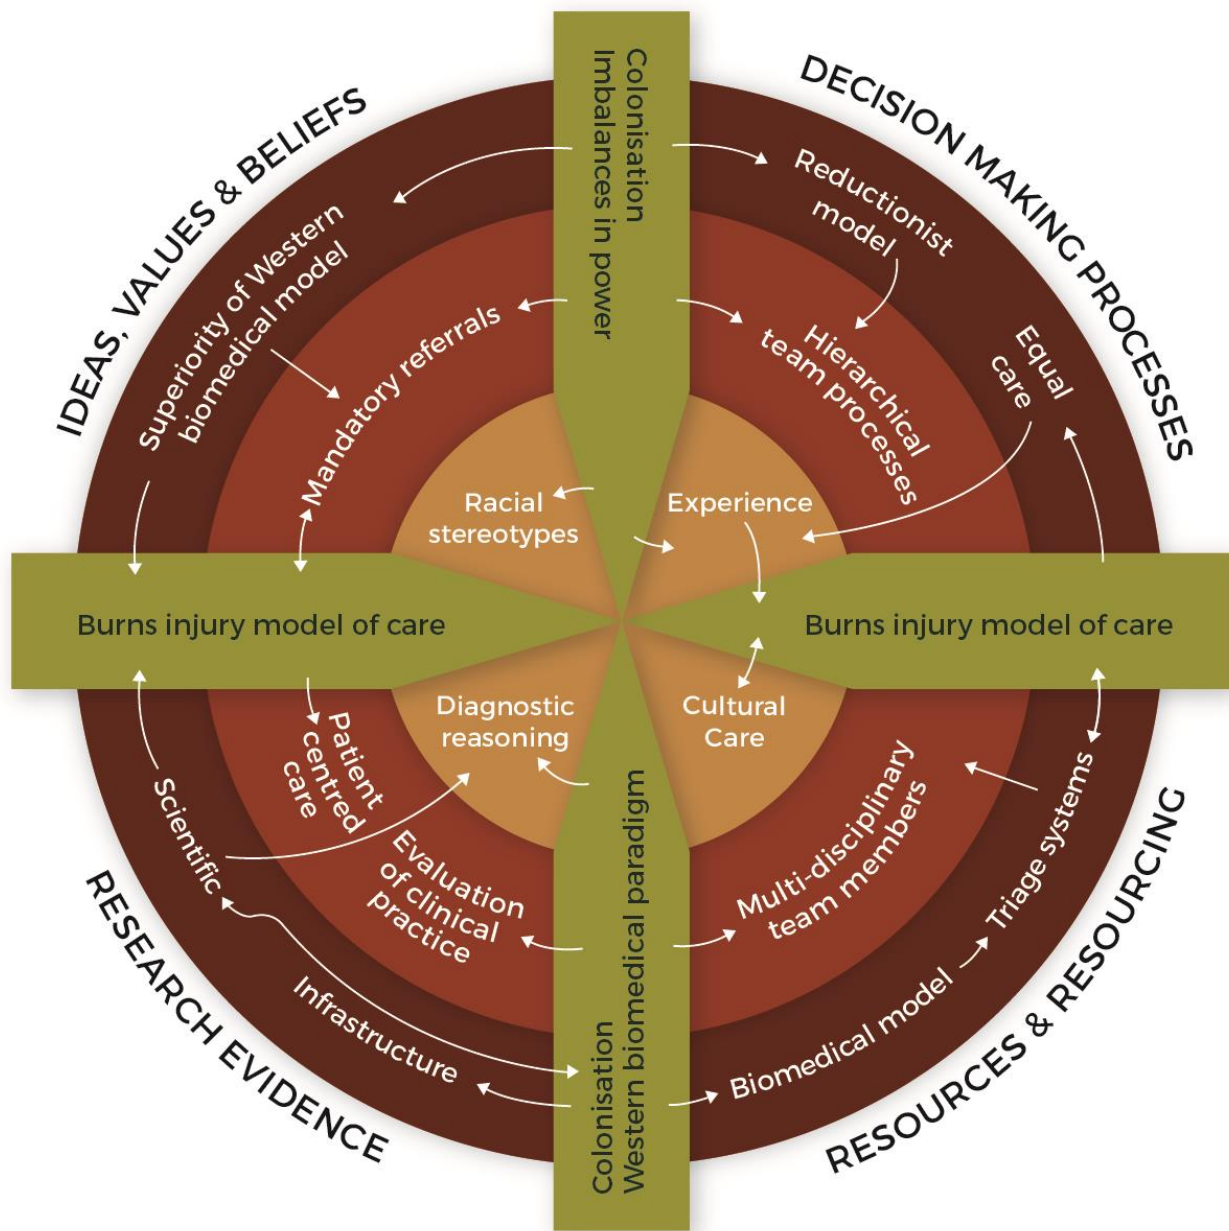 Colonisation
Imbalances in power
IDEAS, VALUES & BELIEFS
DECISION MAKING PROCESSES
Superiority of Western
biomedical model
Mandatory referrals
Racial
stereotypes
Reductionist
model
Hierarchical
team processes
Equal
care
Experience
Burns injury model of care
Burns injury model of care
Diagnostic
reasoning
Patient
centred
care
Evaluation
of clinical
practice
Scientific
Infrastructure
RESEARCH EVIDENCE
Cultural
Care
Multi-disciplinary
team members
Triage systems
Biomedical model
RESOURCES & RESOURCING
Colonisation
Western biomedical paradigm